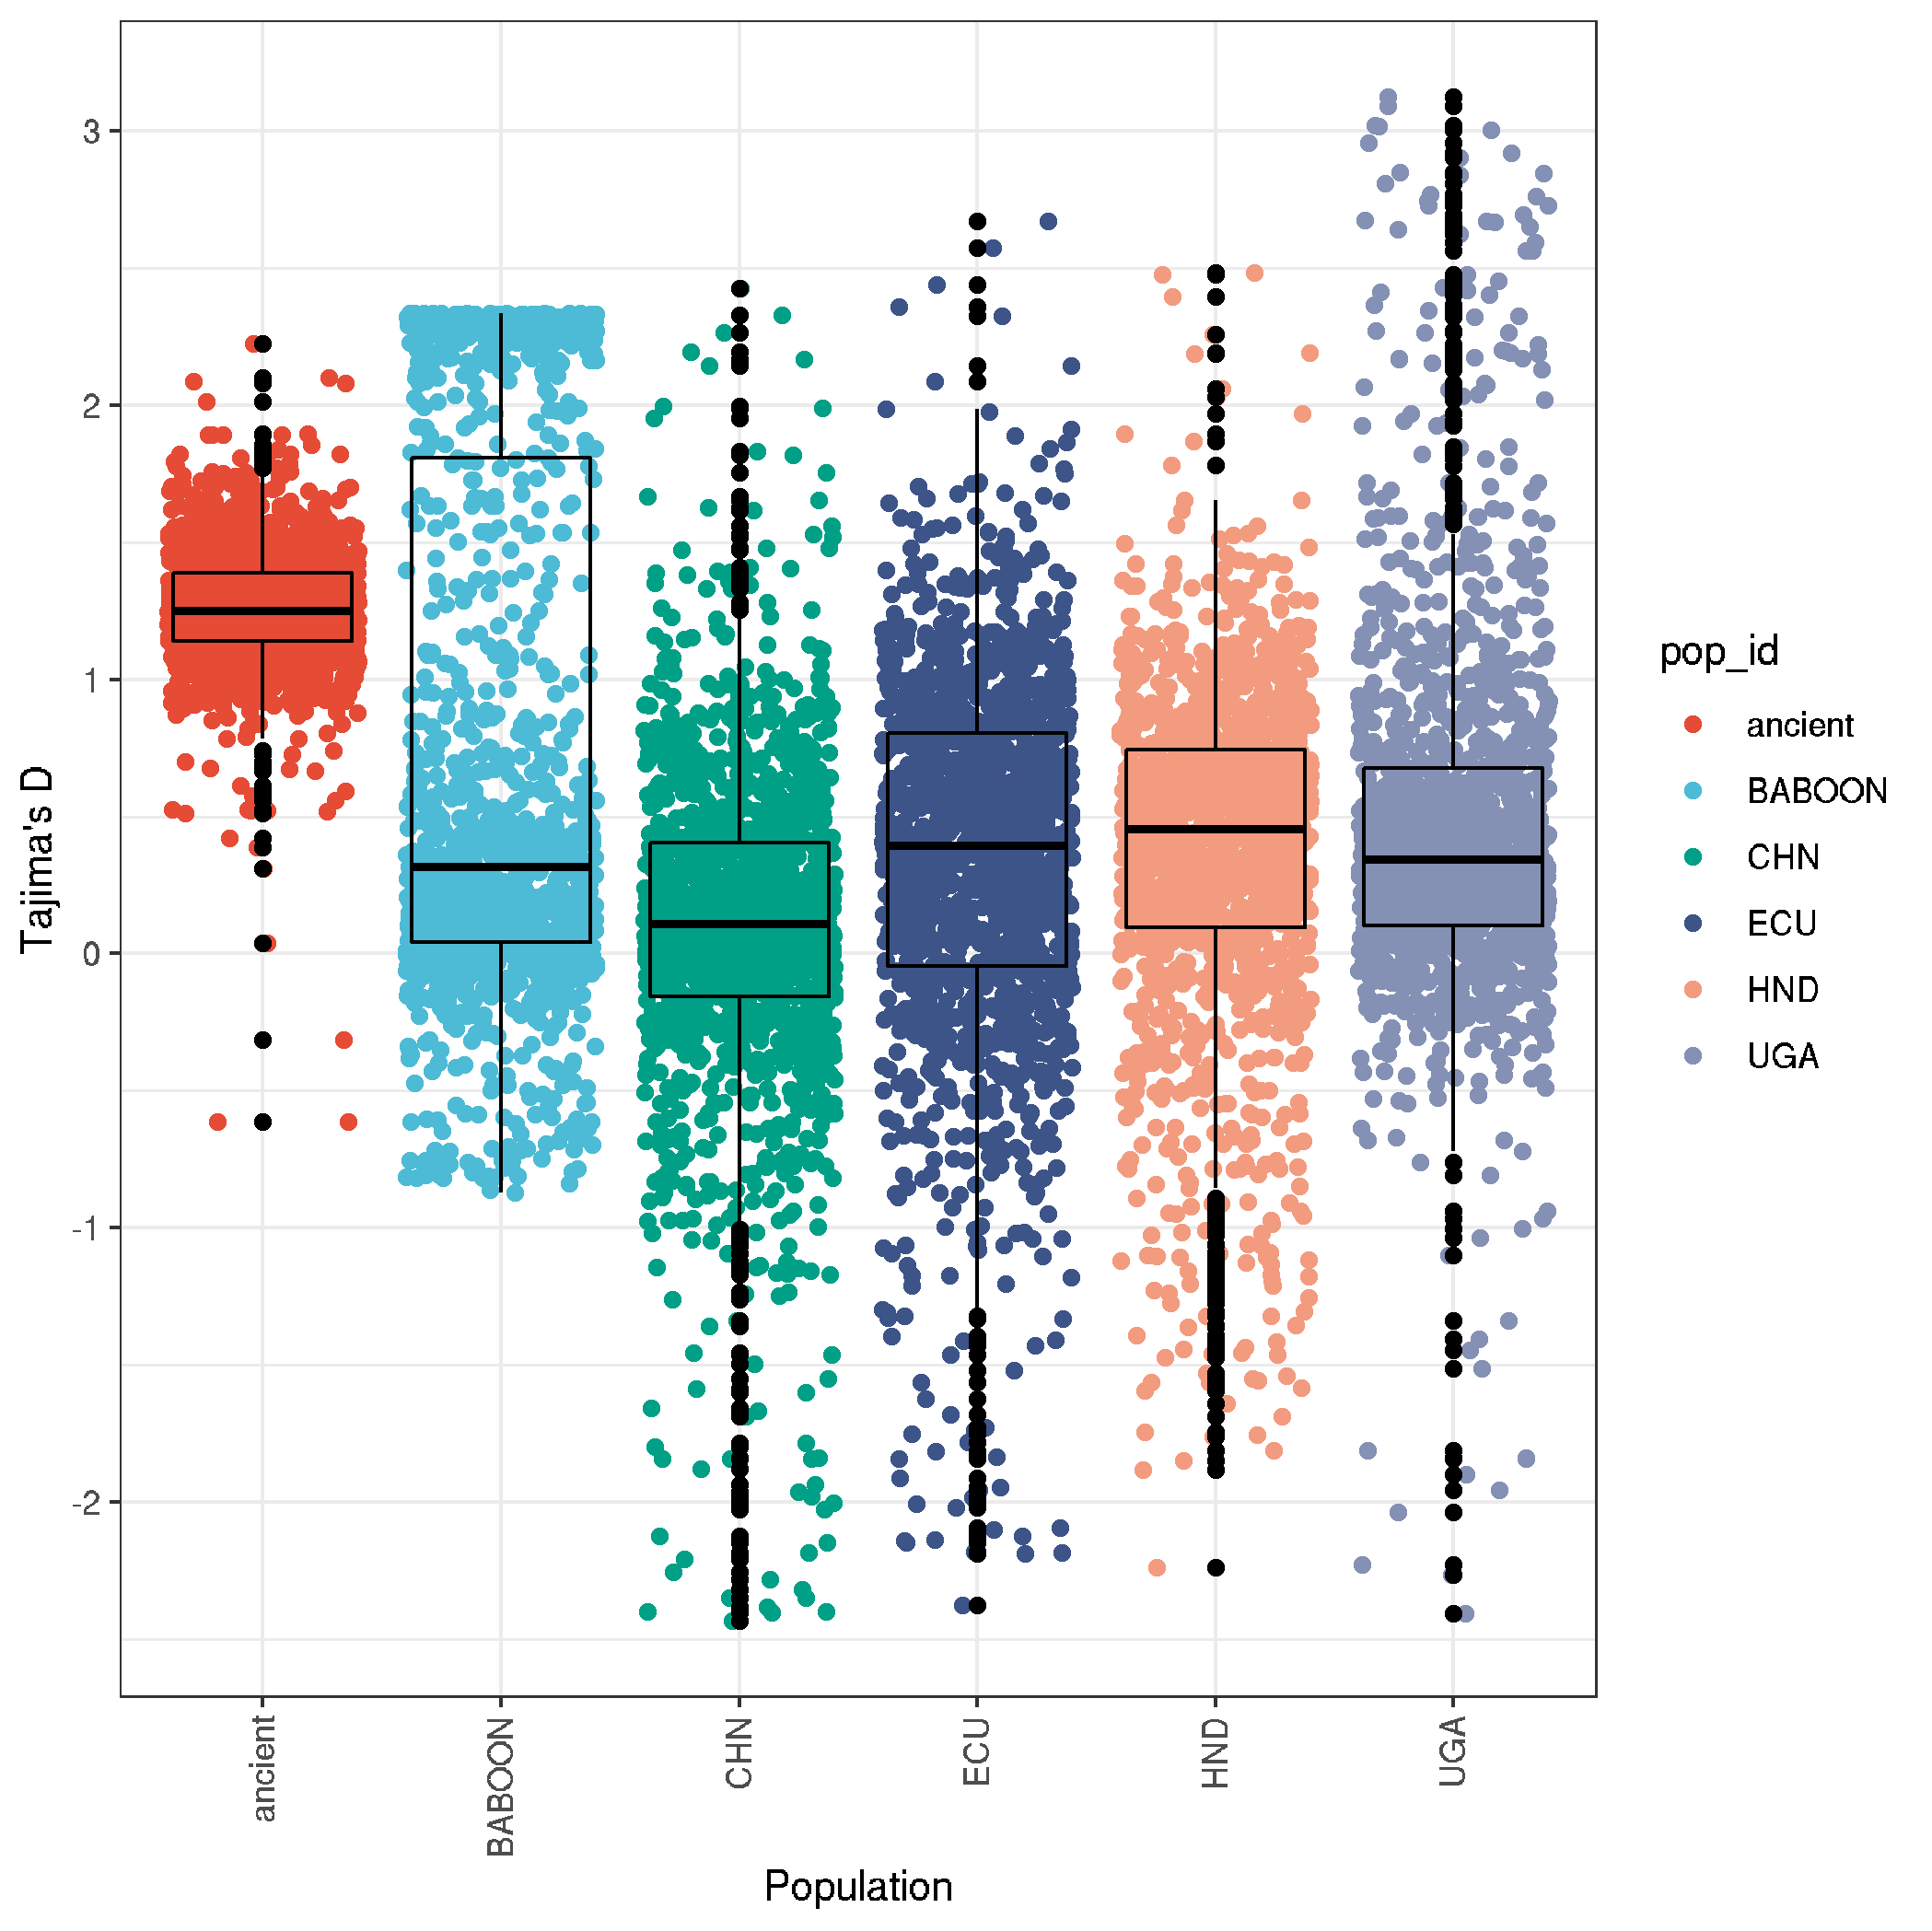 Tajima's D
3
2
1
0
-1
-2
ancient
BABOON
CHN
ECU
HND
UGA
Population
pop_id
ancient
BABOON
CHN
ECU
HND
UGA